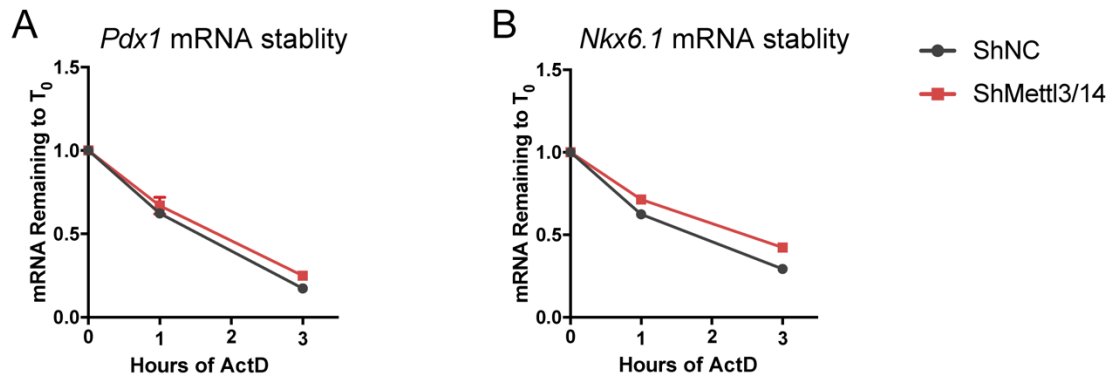 A
Pdx1 mRNA stablity
mRNA Remaining to T0
1.5
1.0
0.5
0.0
0 1 2 3
Hours of ActD
B
Nkx6.1 mRNA stablity
mRNA Remaining to T0
1.5
1.0
0.5
0.0
0 1 2 3
Hours of ActD
ShNC
ShMettl3/14